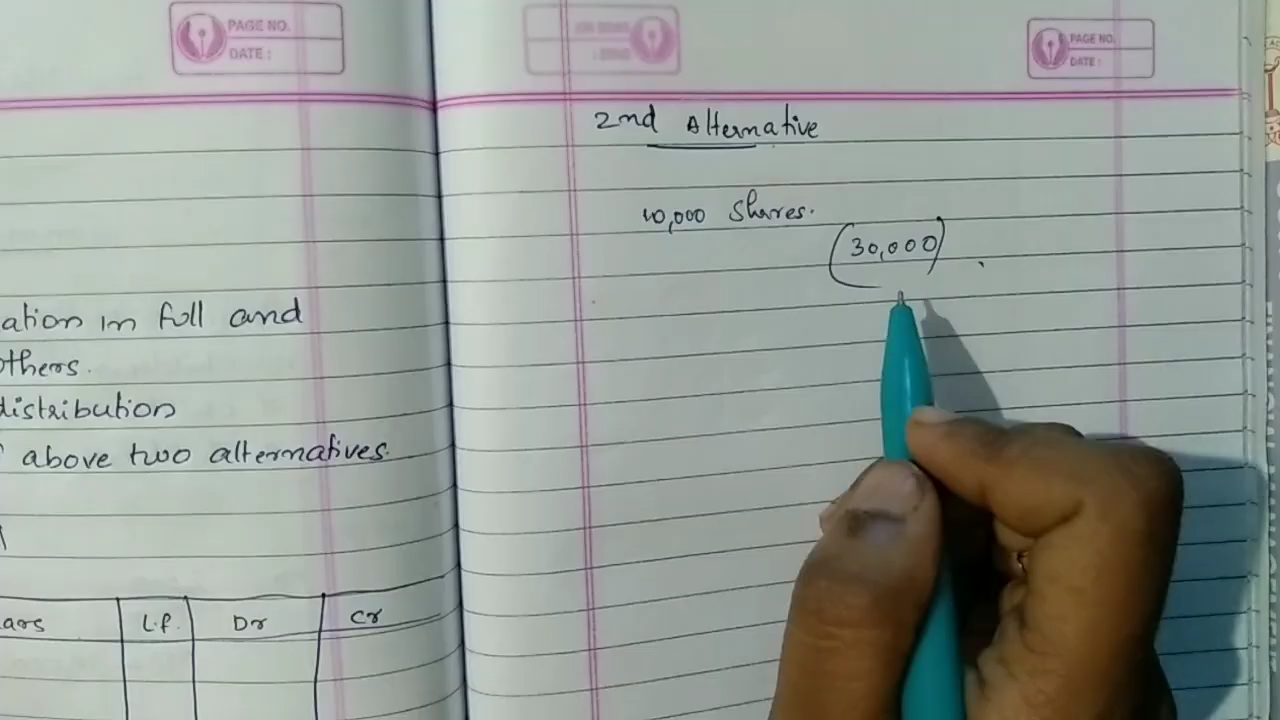 PAGE NO.
DATE :
PAGE NO.
DATE :
ation in full and
others.
distribution
above two alternatives.
ars L.f. Dr Cr
2nd Alternative
10,000 Shares.
(30,000)